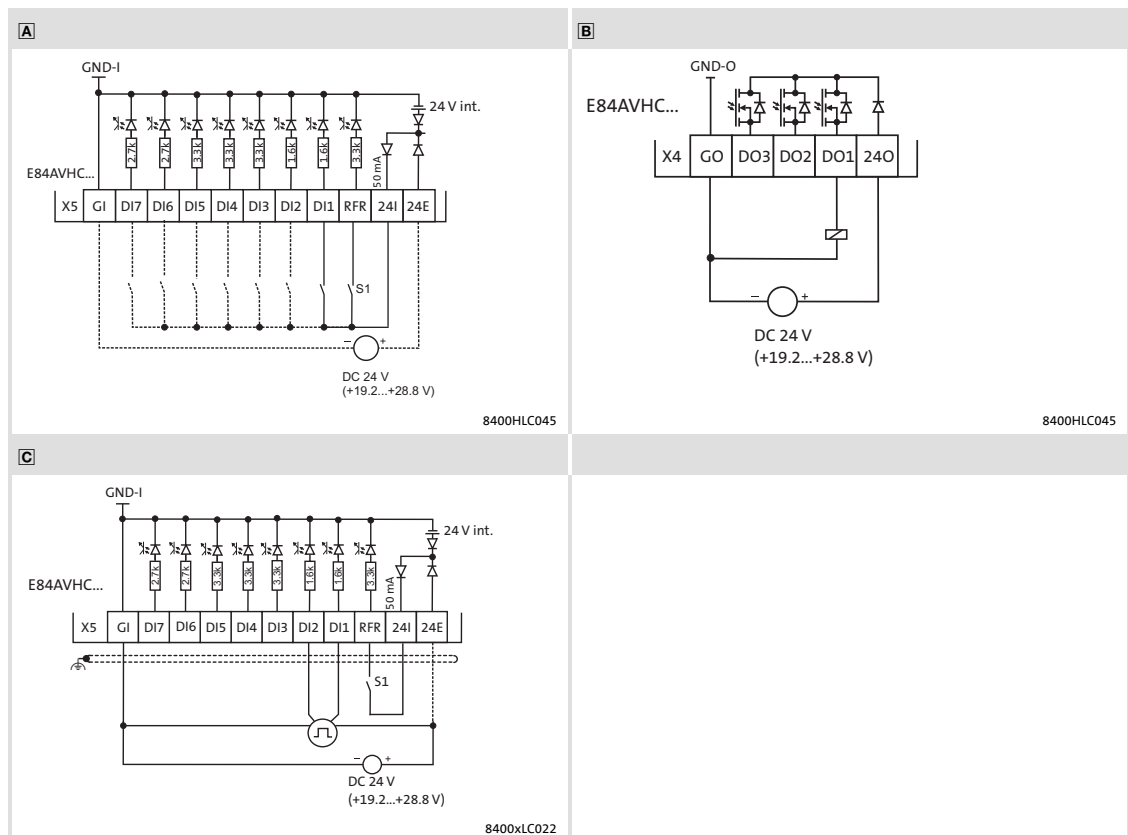 A
GND-I
24 V int.
2.7k 2.7k 3.3k 3.3k 3.3k 1.6k 1.6k 3.3k 50 mA
E84AVHC...
X5 GI DI7 DI6 DI5 DI4 DI3 DI2 DI1 RFR 24I 24E
S1
– +
DC 24 V
(+19.2...+28.8 V)
8400HLC045
B
GND-O
E84AVHC...
X4 GO DO3 DO2 DO1 24O
– +
DC 24 V
(+19.2...+28.8 V)
8400HLC045
C
GND-I
24 V int.
2.7k 2.7k 3.3k 3.3k 3.3k 1.6k 1.6k 3.3k 50 mA
E84AVHC...
X5 GI DI7 DI6 DI5 DI4 DI3 DI2 DI1 RFR 24I 24E
S1
– +
DC 24 V
(+19.2...+28.8 V)
8400xLC022